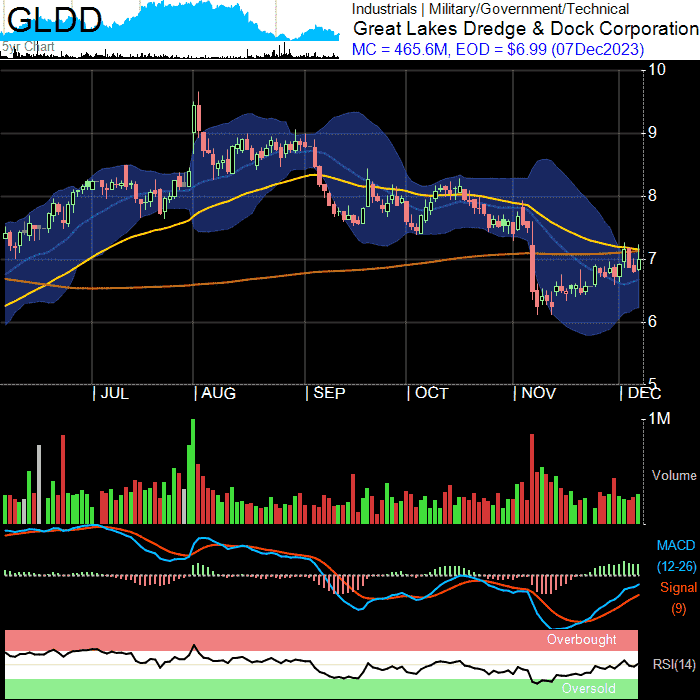 GLDD
5yr Chart
Industrials | Military/Government/Technical
Great Lakes Dredge & Dock Corporation
MC = 465.6M, EOD = $6.99 (07Dec2023)
10
9
8
7
6
5
| JUL | AUG | SEP | OCT | NOV | DEC
1M
Volume
MACD
(12-26)
Signal
(9)
Overbought
RSI(14)
Oversold